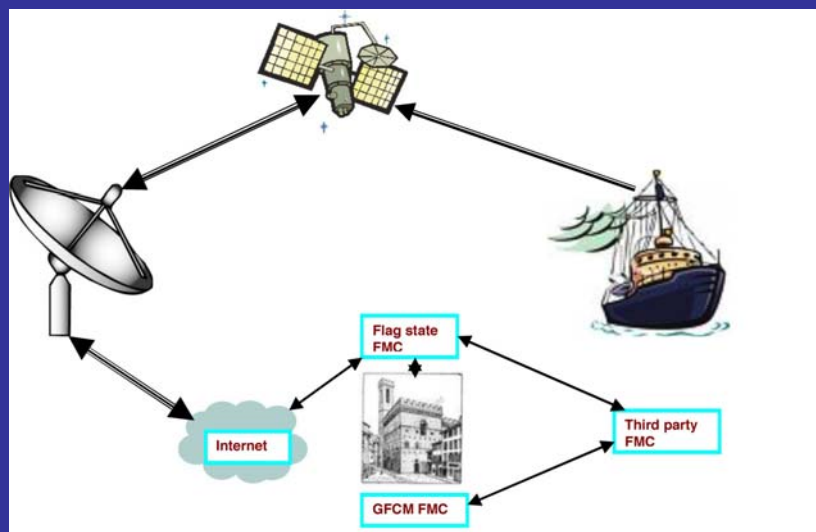 Flag state
FMC
Internet
Third party
FMC
GFCM FMC